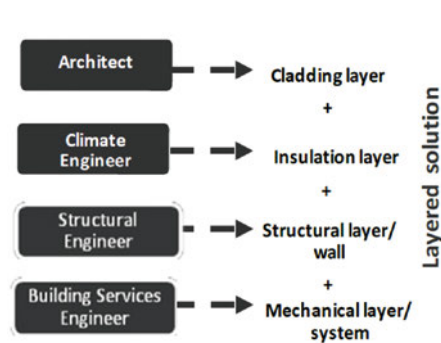 Architect
Cladding layer
+
Climate
Engineer
Insulation layer
+
Structural
Engineer
Structural layer/
wall
+
Building Services
Engineer
Mechanical layer/
system
Layered solution